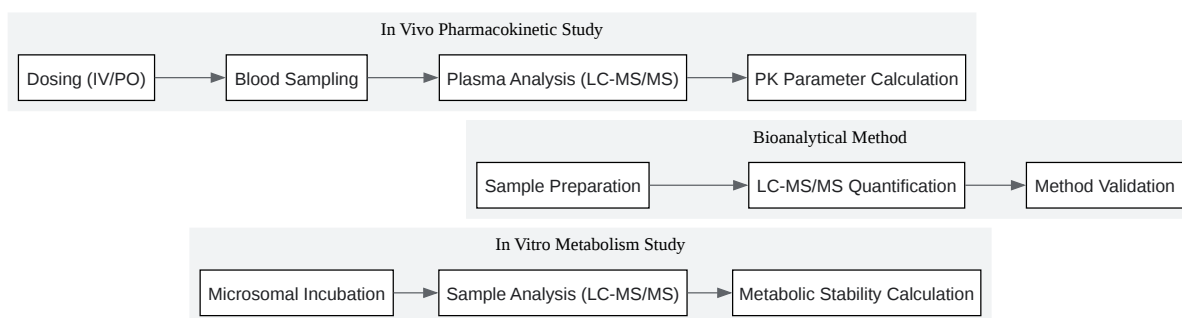 In Vivo Pharmacokinetic Study
Dosing (IV/PO)
Blood Sampling
Plasma Analysis (LC-MS/MS)
PK Parameter Calculation
Bioanalytical Method
Sample Preparation
LC-MS/MS Quantification
Method Validation
In Vitro Metabolism Study
Microsomal Incubation
Sample Analysis (LC-MS/MS)
Metabolic Stability Calculation